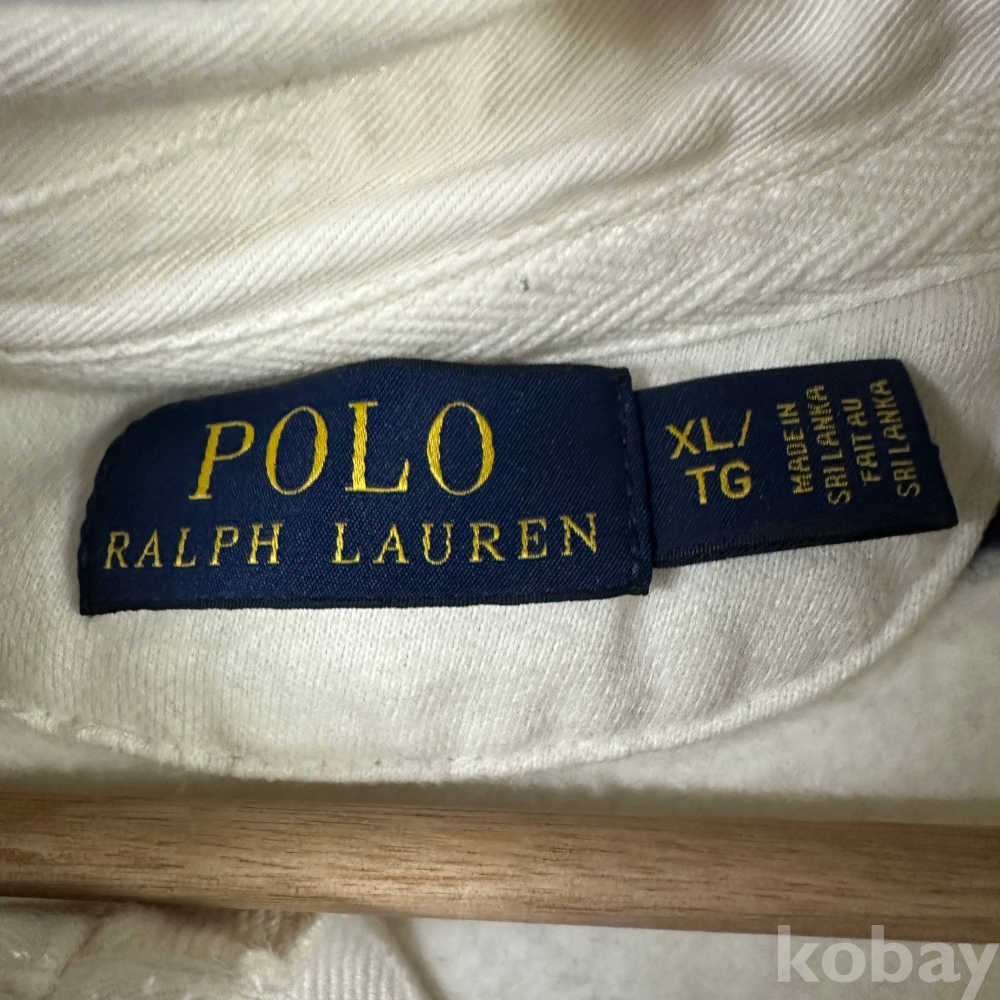 POLO
RALPH LAUREN
XL/
TG
MADE IN
SRI LANKA
FAIT AU
SRI LANKA
kobay